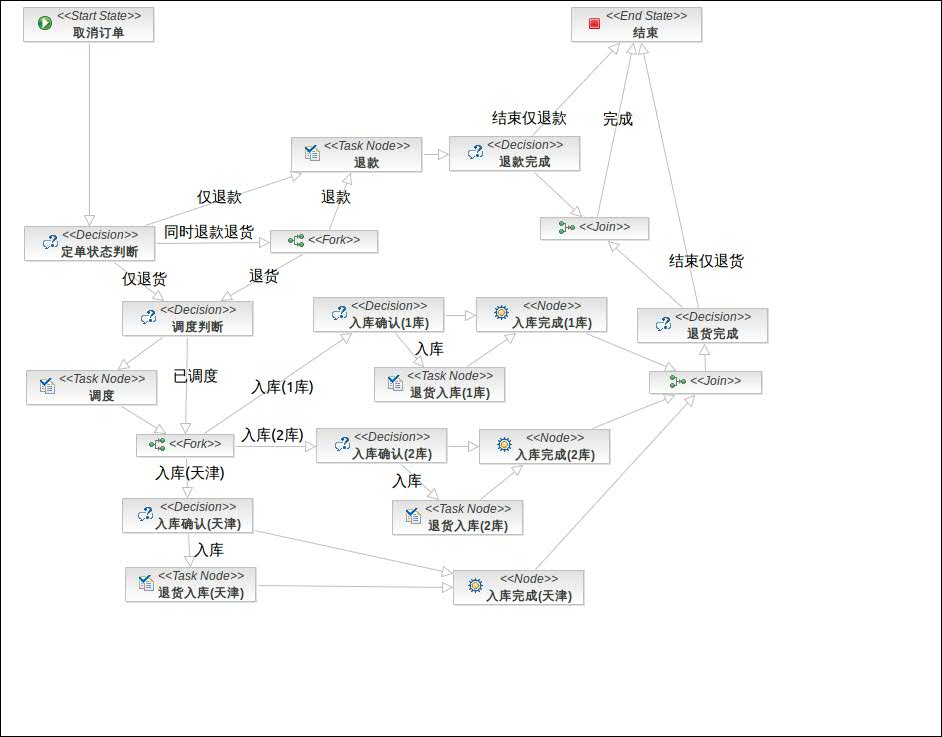 <<Start State>>
取消订单
<<End State>>
结束
结束仅退款
完成
<<Task Node>>
退款
<<Decision>>
退款完成
仅退款
退款
<<Decision>>
定单状态判断
同时退款退货
<<Fork>>
<<Join>>
仅退货
退货
结束仅退货
<<Decision>>
调度判断
<<Decision>>
入库确认(1库)
<<Node>>
入库完成(1库)
<<Decision>>
退货完成
入库
<<Task Node>>
调度
已调度
入库(1库)
<<Task Node>>
退货入库(1库)
<<Join>>
<<Fork>>
入库(2库)
<<Decision>>
入库确认(2库)
<<Node>>
入库完成(2库)
入库(天津)
入库
<<Decision>>
入库确认(天津)
<<Task Node>>
退货入库(2库)
入库
<<Task Node>>
退货入库(天津)
<<Node>>
入库完成(天津)